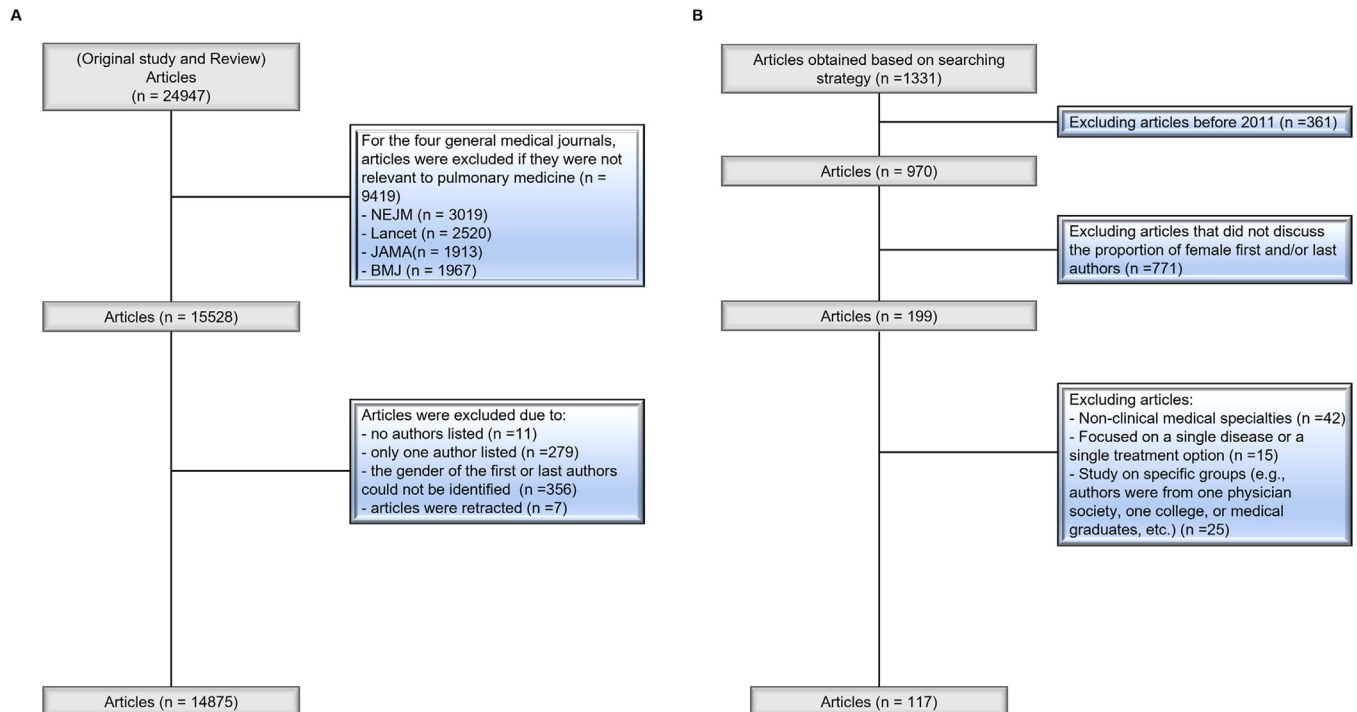 A
(Original study and Review)
Articles
(n = 24947)
For the four general medical journals,
articles were excluded if they were not
relevant to pulmonary medicine (n =
9419)
- NEJM (n = 3019)
- Lancet (n = 2520)
- JAMA(n = 1913)
- BMJ (n = 1967)
Articles (n = 15528)
Articles were excluded due to:
- no authors listed (n =11)
- only one author listed (n =279)
- the gender of the first or last authors
could not be identified (n =356)
- articles were retracted (n =7)
Articles (n = 14875)
B
Articles obtained based on searching
strategy (n =1331)
Excluding articles before 2011 (n =361)
Articles (n = 970)
Excluding articles that did not discuss
the proportion of female first and/or last
authors (n =771)
Articles (n = 199)
Excluding articles:
- Non-clinical medical specialties (n =42)
- Focused on a single disease or a
single treatment option (n =15)
- Study on specific groups (e.g.,
authors were from one physician
society, one college, or medical
graduates, etc.) (n =25)
Articles (n = 117)